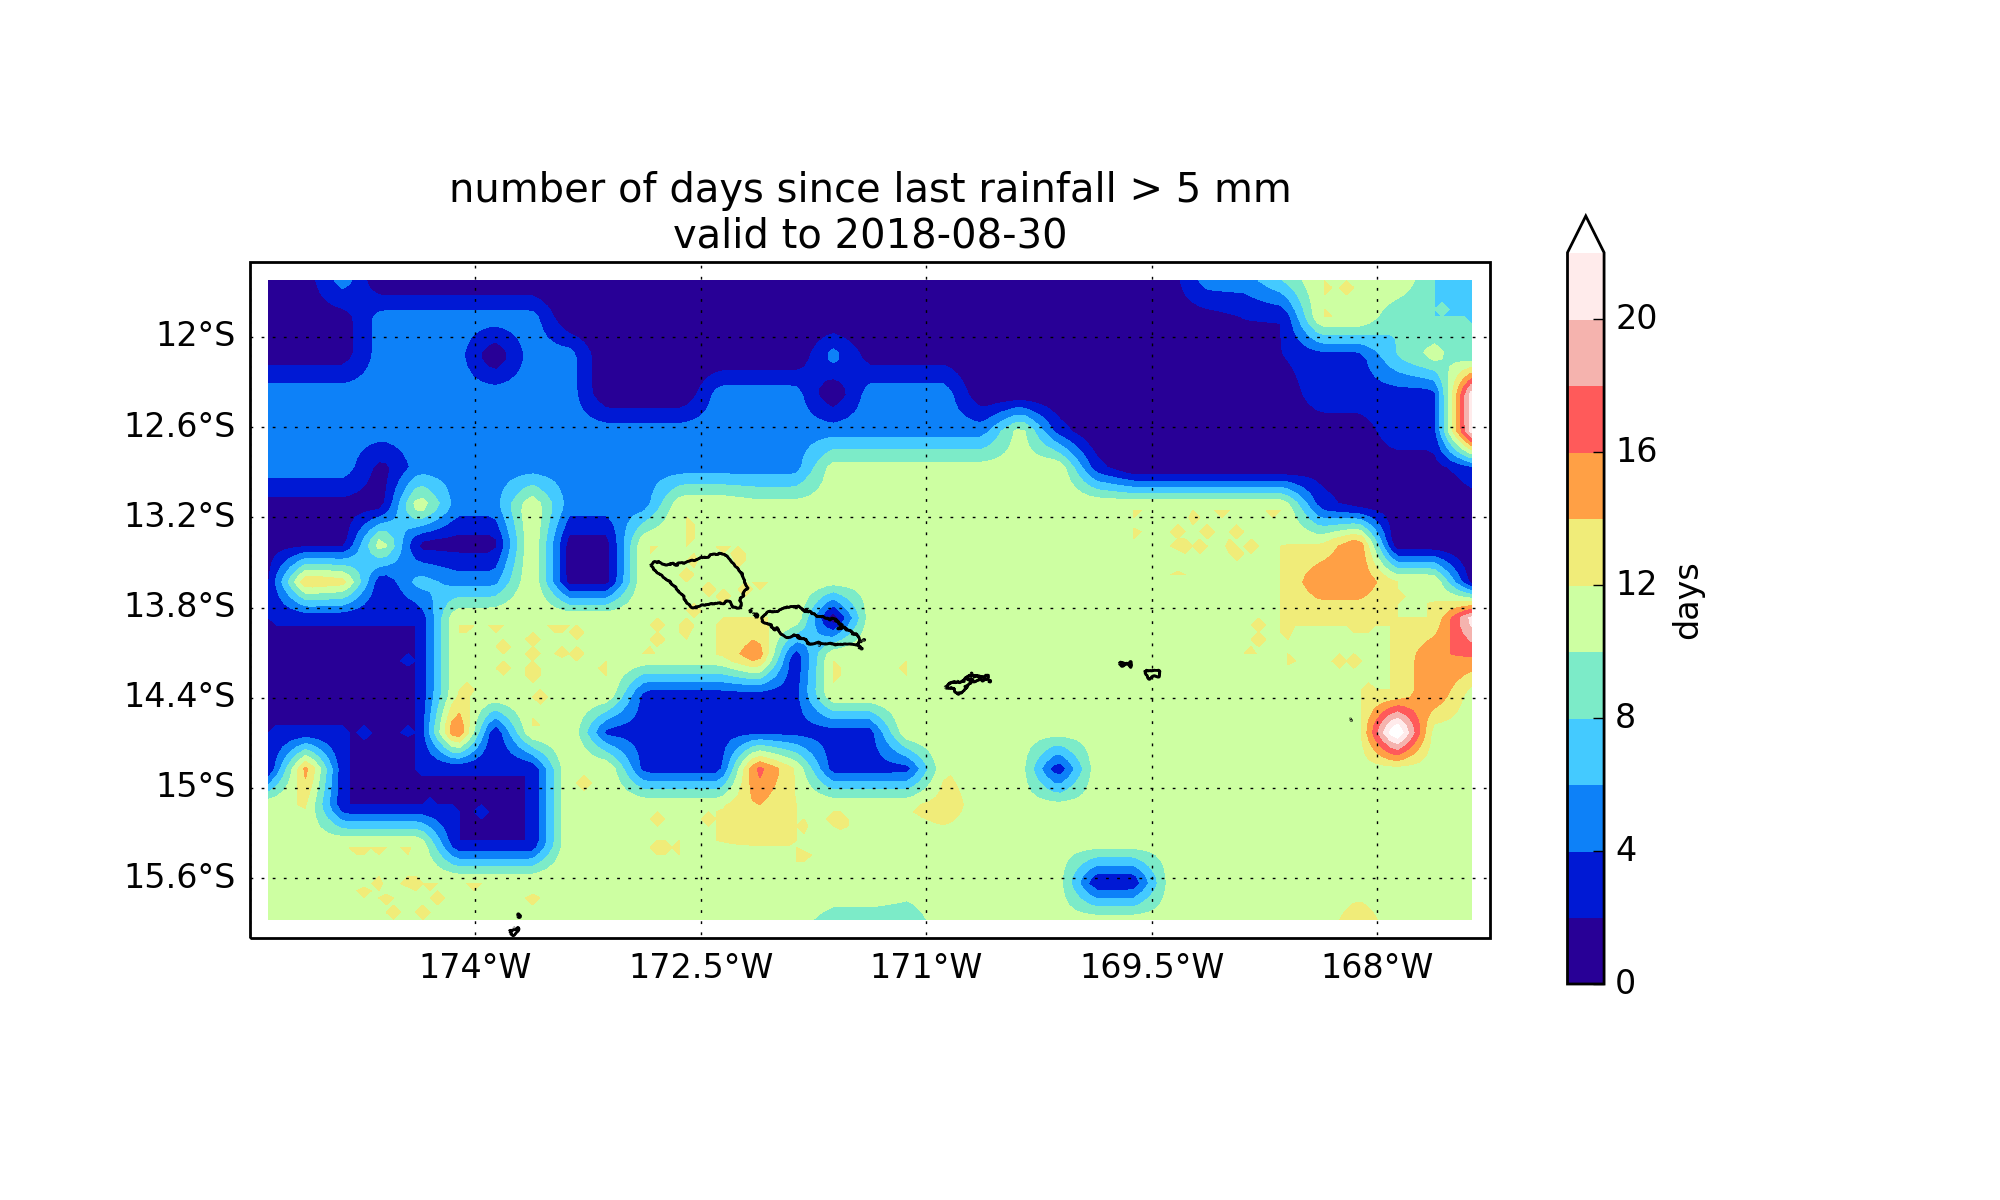 number of days since last rainfall > 5 mm
valid to 2018-08-30
12°S
12.6°S
13.2°S
13.8°S
14.4°S
15°S
15.6°S
174°W 172.5°W 171°W 169.5°W 168°W
20
16
12
8
4
0
days